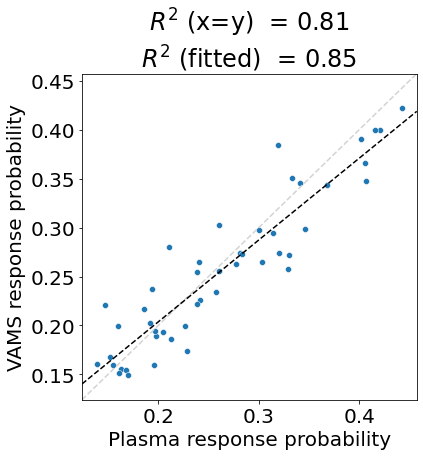 R² (x=y) = 0.81
R² (fitted) = 0.85
0.45
0.40
0.35
0.30
0.25
0.20
0.15
VAMS response probability
0.2 0.3 0.4
Plasma response probability